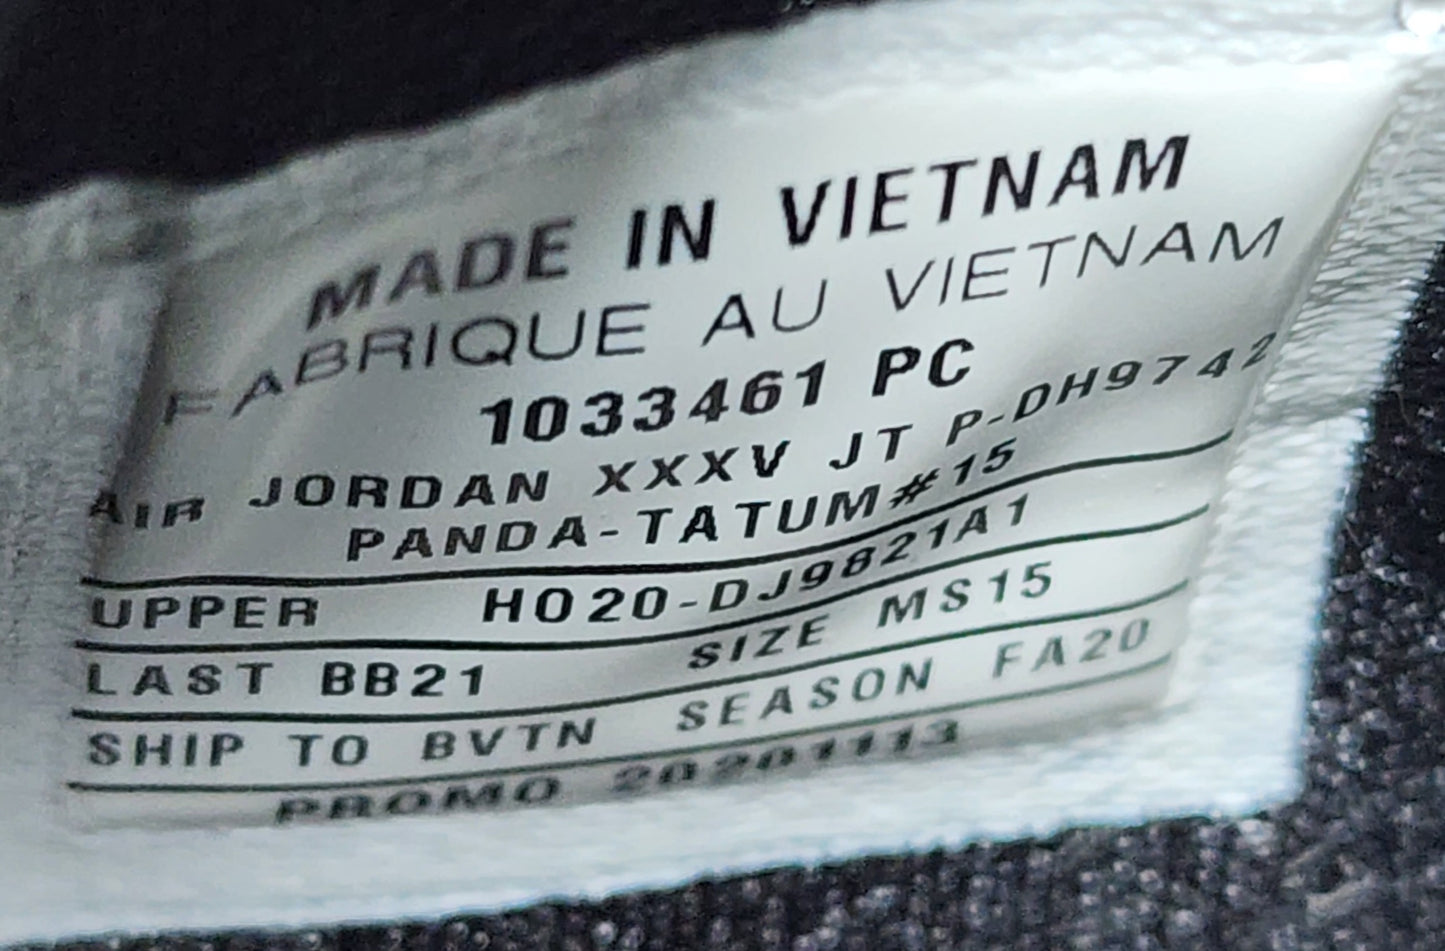 MADE IN VIETNAM
FABRIQUE AU VIETNAM
1033461 PC
AIR JORDAN XXXV JT P-DH9742
PANDA-TATUM#15
UPPER HO20-DJ9821A1
LAST BB21 SIZE MS15
SHIP TO BVTN SEASON FA20
PROMO 20201113